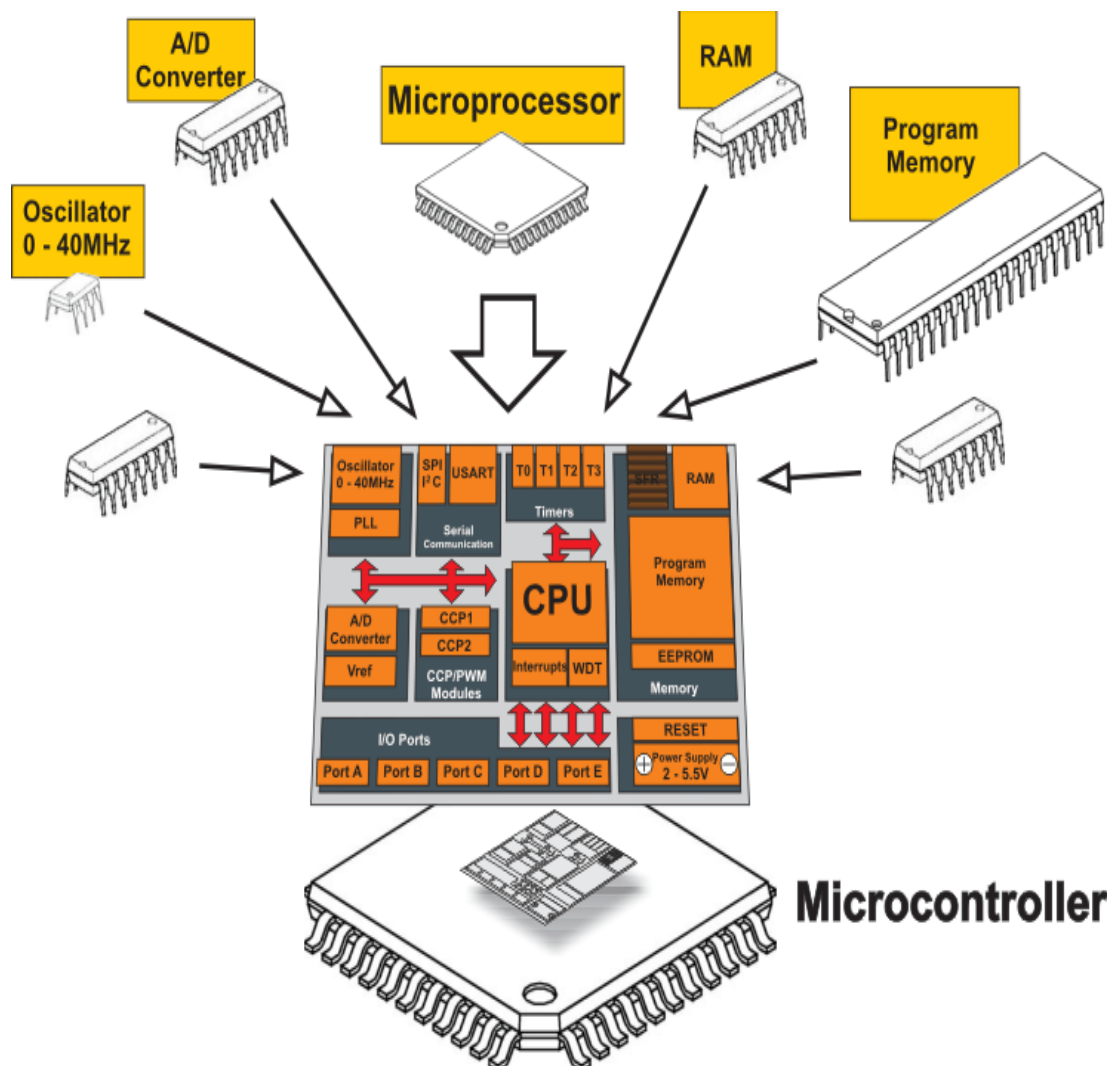 A/D
Converter
Microprocessor
RAM
Program
Memory
Oscillator
0 - 40MHz
Oscillator
0 - 40MHz
PLL
SPI
I²C
USART
Serial
Communication
T0
T1
T2
T3
Timers
SFR
RAM
Program
Memory
EEPROM
Memory
A/D
Converter
Vref
CCP1
CCP2
CCP/PWM
Modules
CPU
Interrupts
WDT
I/O Ports
Port A
Port B
Port C
Port D
Port E
RESET
+
Power Supply
2 - 5.5V
−
Microcontroller